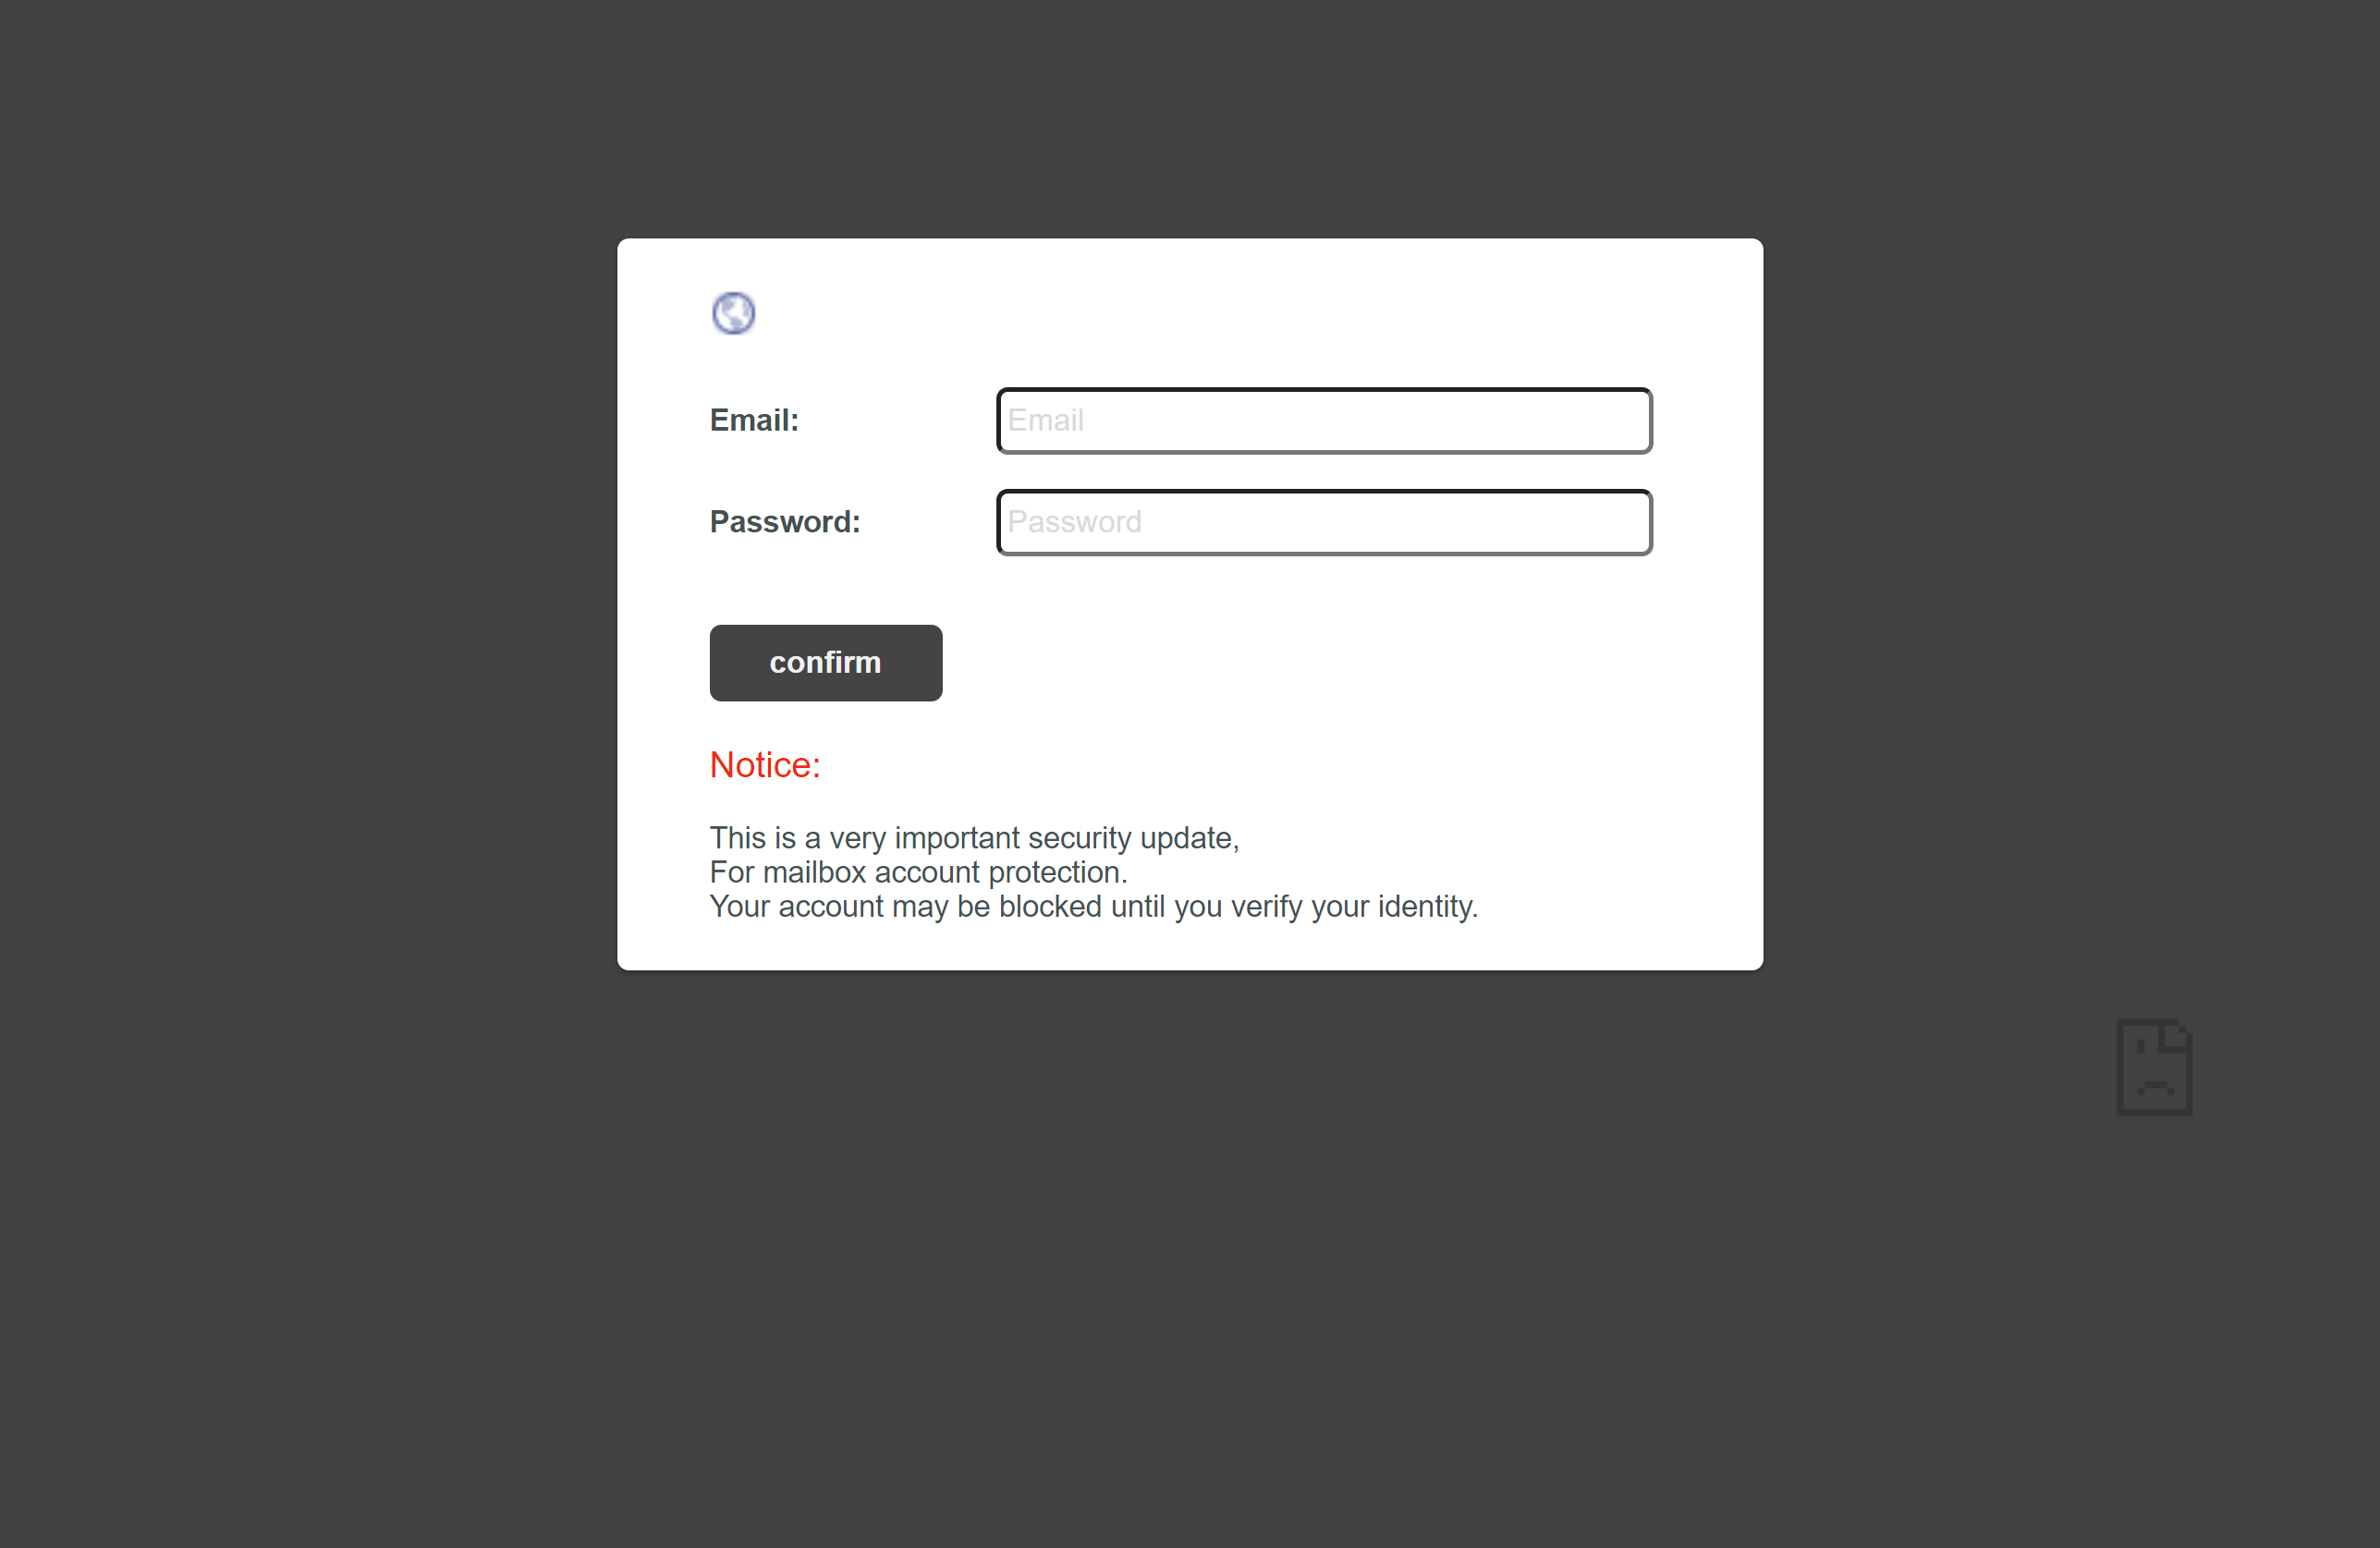 Email:
Email
Password:
Password
confirm
Notice:
This is a very important security update,
For mailbox account protection.
Your account may be blocked until you verify your identity.